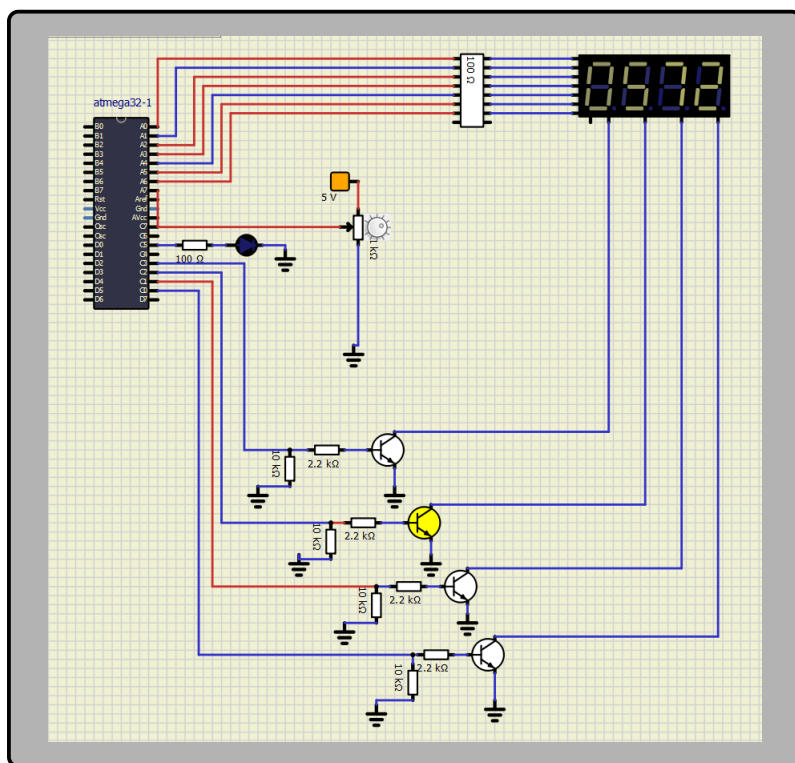 atmega32-1
B0 A0
B1 A1
B2 A2
B3 A3
B4 A4
B5 A5
B6 A6
B7 A7
Rst Aref
Vcc Gnd
Gnd AVcc
Osc C7
Osc C6
D0 C5
D1 C4
D2 C3
D3 C2
D4 C1
D5 C0
D6 D7
100 Ω
5 V
1 kΩ
100 Ω
10 kΩ
2.2 kΩ
10 kΩ
2.2 kΩ
10 kΩ
2.2 kΩ
10 kΩ
2.2 kΩ